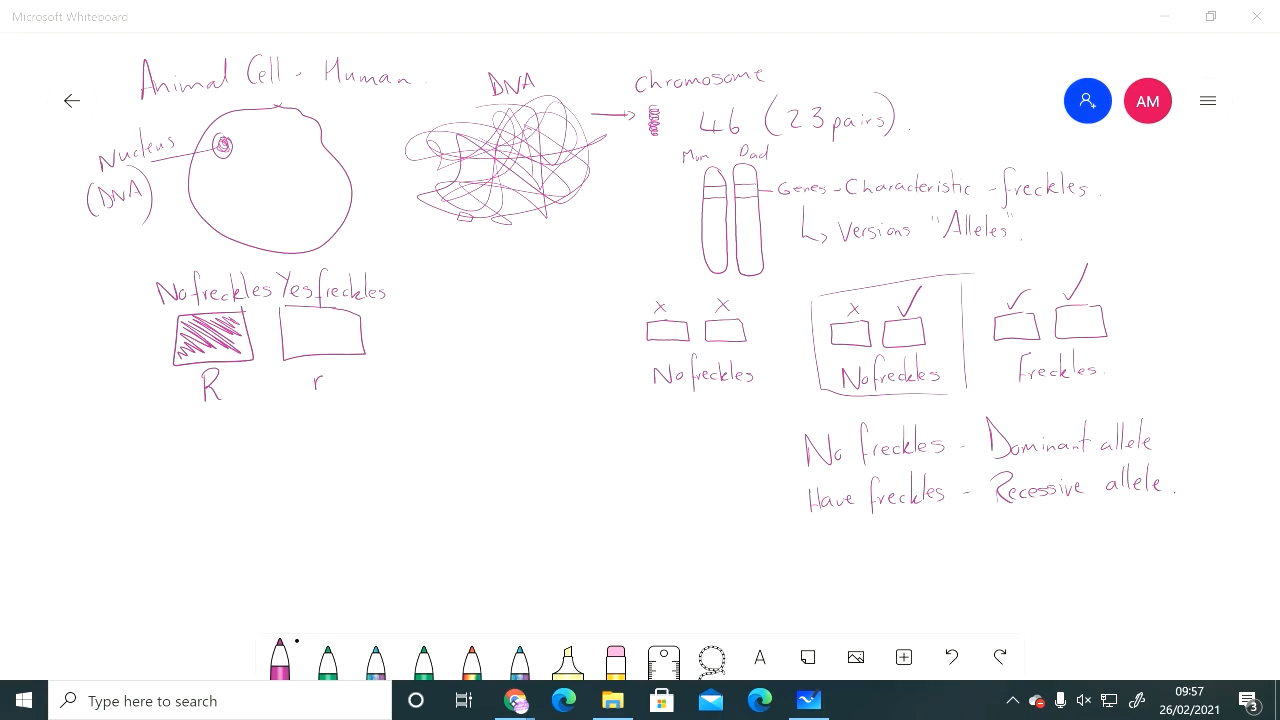 Microsoft Whiteboard
Animal Cell - Human.
DNA
Chromosome
46 (23 pairs).
AM
Nucleus
(DNA)
Mum Dad
Genes - Characteristic - freckles.
Versions "Alleles".
No freckles Yes freckles
R r
x x
No freckles
x ✓
No freckles
✓ ✓
Freckles.
No freckles - Dominant allele
Have freckles - Recessive allele.
A
Type here to search
09:57
26/02/2021
3